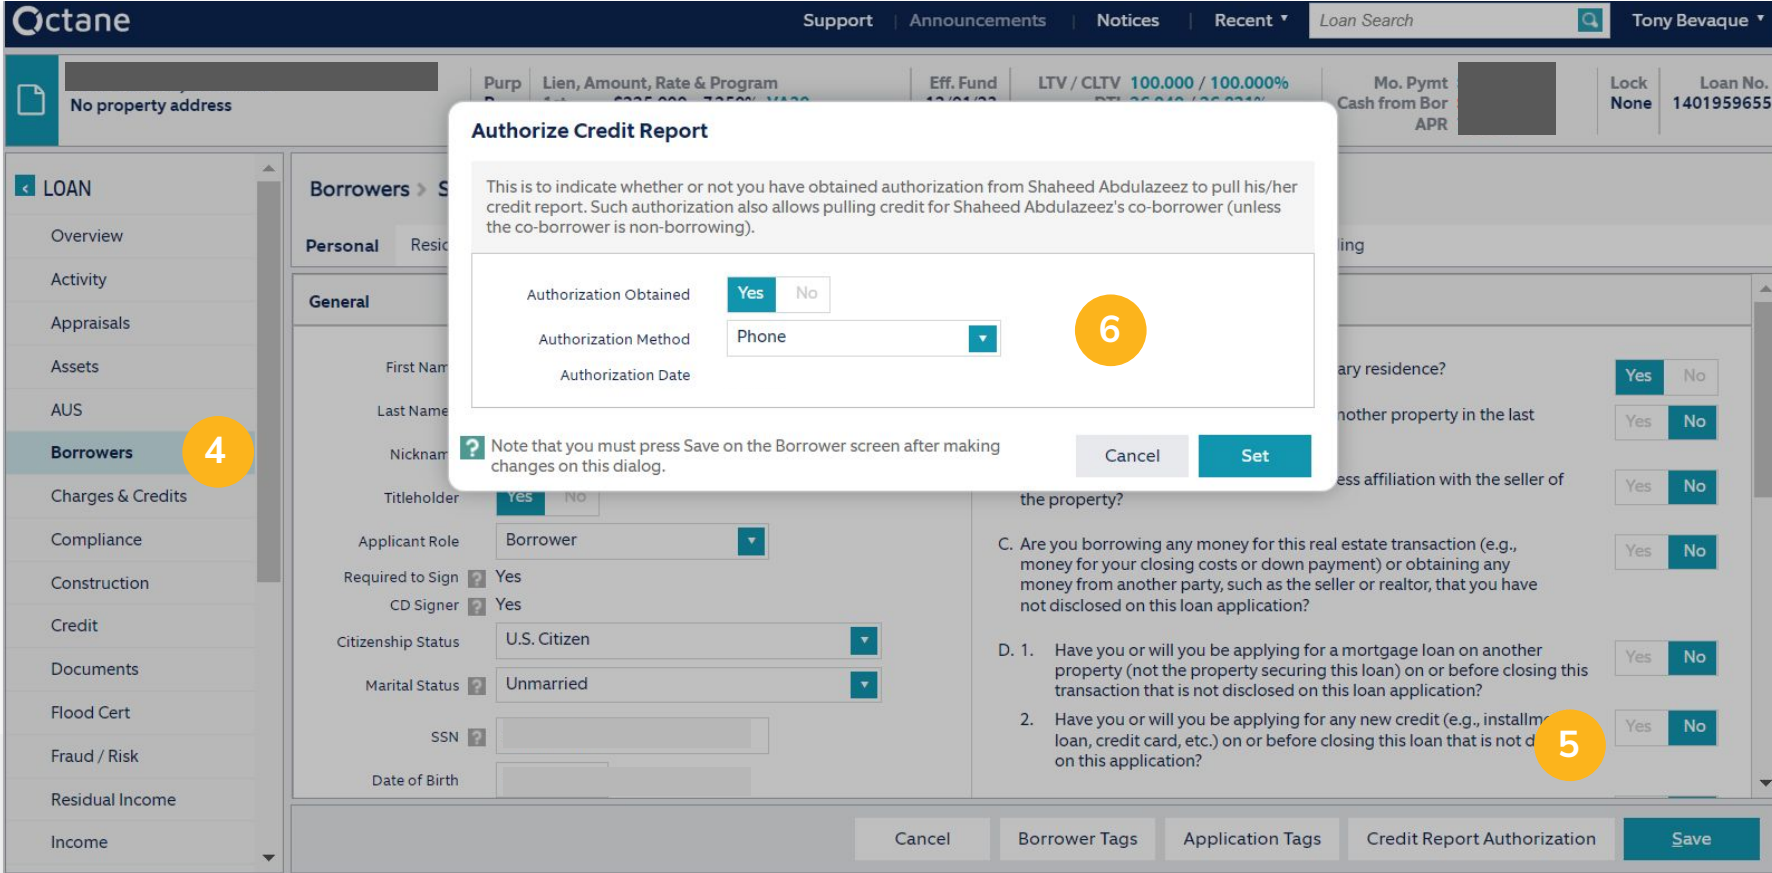 Octane
Support Announcements Notices Recent Loan Search Tony Bevaque
No property address
Purp Lien, Amount, Rate & Program
Eff. Fund
LTV / CLTV 100.000 / 100.000%
Mo. Pymt
Cash from Bor
APR
Lock
None
Loan No.
1401959655
LOAN
Overview
Activity
Appraisals
Assets
AUS
Borrowers
4
Charges & Credits
Compliance
Construction
Credit
Documents
Flood Cert
Fraud / Risk
Residual Income
Income
Borrowers S
Personal Resid
ing
General
First Nam
Last Name
Nicknam
Titleholder Yes No
Applicant Role Borrower
Required to Sign ? Yes
CD Signer ? Yes
Citizenship Status U.S. Citizen
Marital Status ? Unmarried
SSN ?
Date of Birth
Authorize Credit Report
This is to indicate whether or not you have obtained authorization from Shaheed Abdulazeez to pull his/her
credit report. Such authorization also allows pulling credit for Shaheed Abdulazeez's co-borrower (unless
the co-borrower is non-borrowing).
Authorization Obtained Yes No
Authorization Method Phone
Authorization Date
6
? Note that you must press Save on the Borrower screen after making
changes on this dialog.
Cancel Set
ary residence? Yes No
nother property in the last Yes No
ess affiliation with the seller of
the property? Yes No
C. Are you borrowing any money for this real estate transaction (e.g.,
money for your closing costs or down payment) or obtaining any
money from another party, such as the seller or realtor, that you have
not disclosed on this loan application?
Yes No
D. 1. Have you or will you be applying for a mortgage loan on another
property (not the property securing this loan) on or before closing this
transaction that is not disclosed on this loan application?
Yes No
2. Have you or will you be applying for any new credit (e.g., installm
loan, credit card, etc.) on or before closing this loan that is not d
on this application?
Yes No
5
Cancel Borrower Tags Application Tags Credit Report Authorization Save